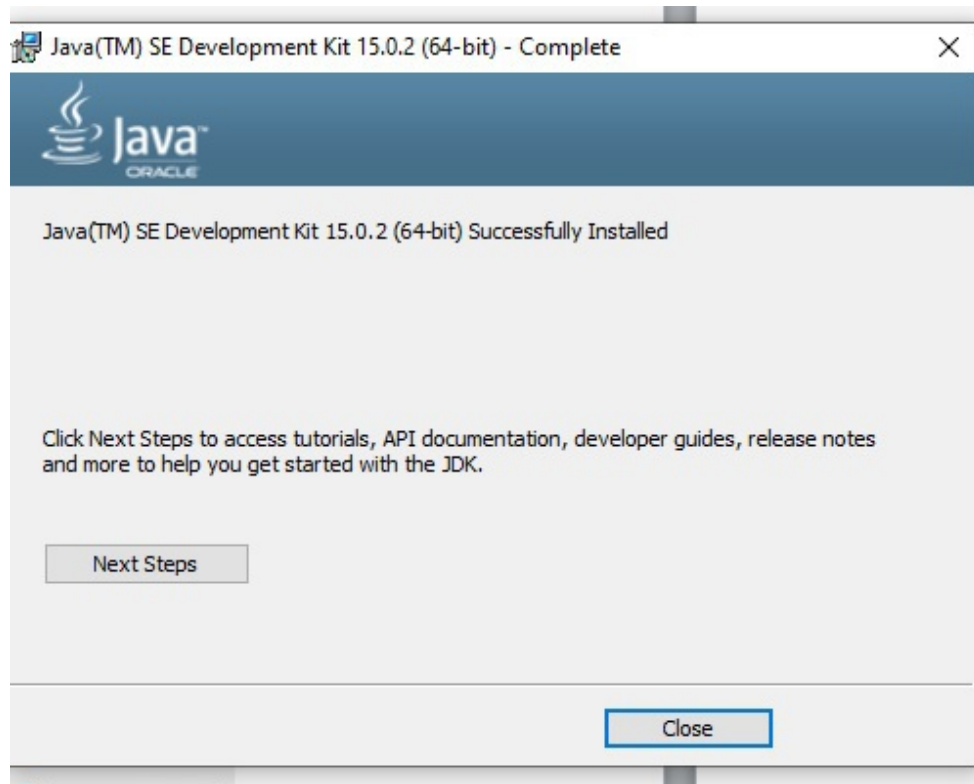 Java(TM) SE Development Kit 15.0.2 (64-bit) - Complete
Java™
ORACLE
Java(TM) SE Development Kit 15.0.2 (64-bit) Successfully Installed
Click Next Steps to access tutorials, API documentation, developer guides, release notes
and more to help you get started with the JDK.
Next Steps
Close